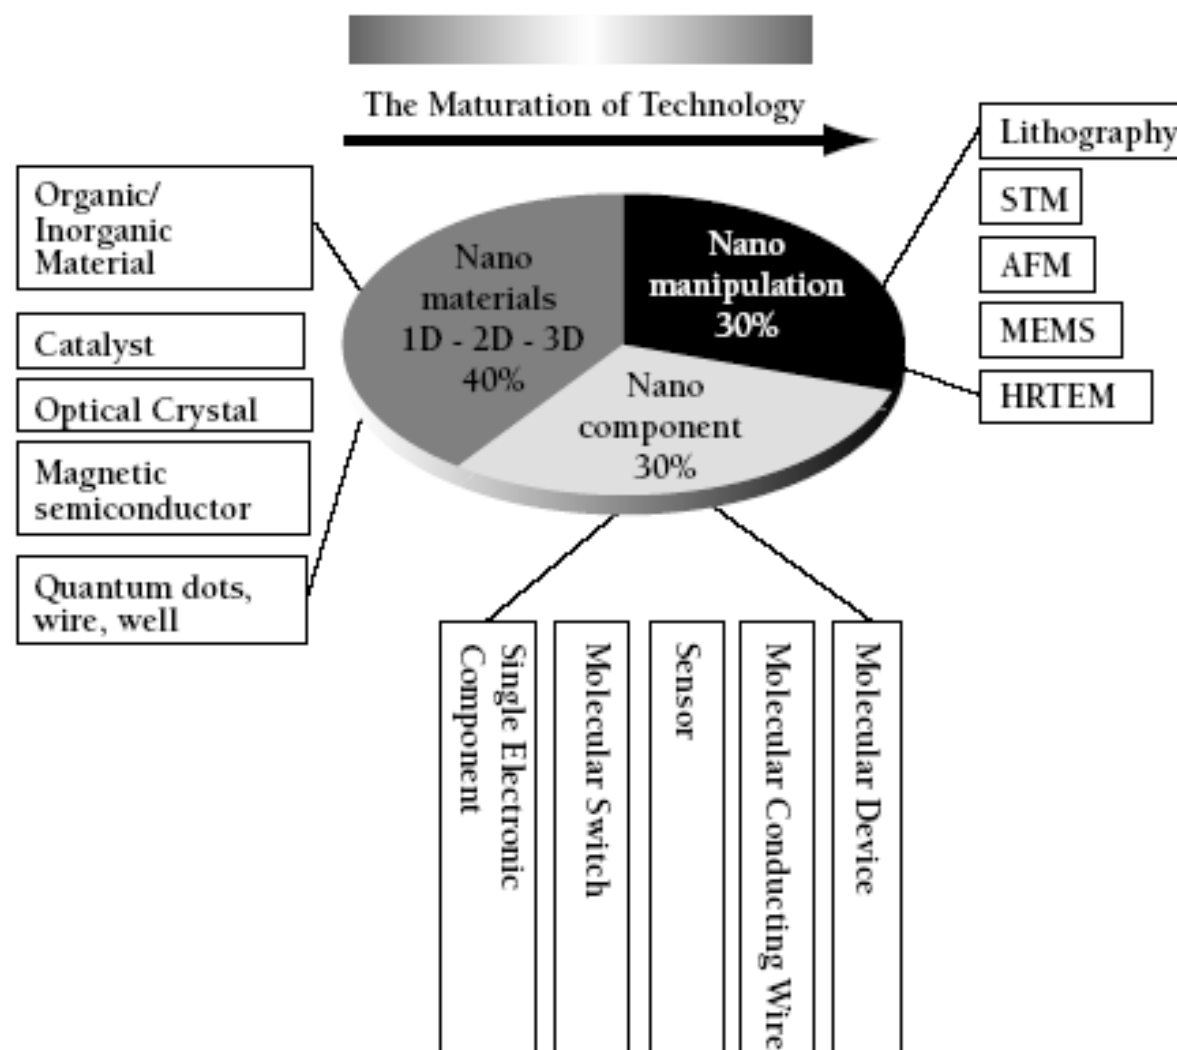 The Maturation of Technology
Organic/
Inorganic
Material
Catalyst
Optical Crystal
Magnetic
semiconductor
Quantum dots,
wire, well
Nano
materials
1D - 2D - 3D
40%
Nano
manipulation
30%
Nano
component
30%
Lithography
STM
AFM
MEMS
HRTEM
Single Electronic
Component
Molecular Switch
Sensor
Molecular Conducting Wire
Molecular Device